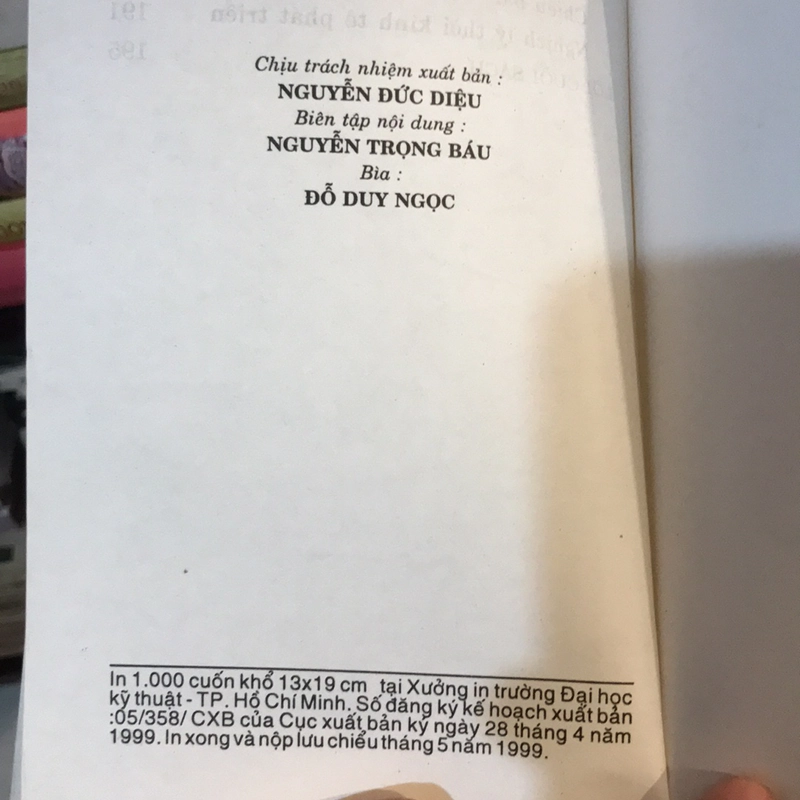 Chịu trách nhiệm xuất bản :
NGUYỄN ĐỨC DIỆU
Biên tập nội dung :
NGUYỄN TRỌNG BÁU
Bìa :
ĐỖ DUY NGỌC
In 1.000 cuốn khổ 13x19 cm tại Xưởng in trường Đại học
kỹ thuật - TP. Hồ Chí Minh. Số đăng ký kế hoạch xuất bản
:05/358/ CXB của Cục xuất bản ký ngày 28 tháng 4 năm
1999. In xong và nộp lưu chiểu tháng 5 năm 1999.